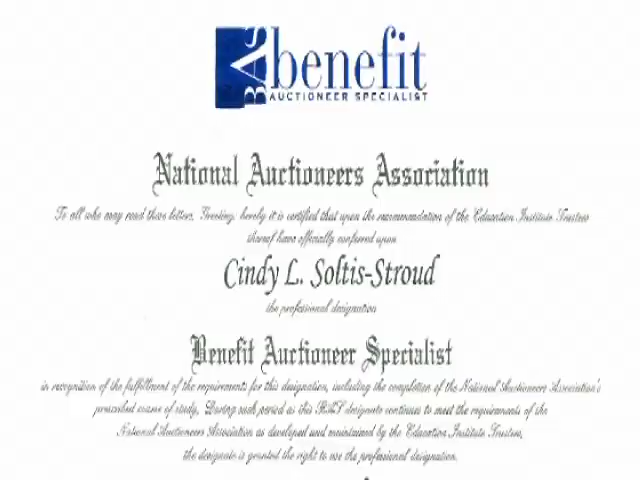 BAS benefit
AUCTIONEER SPECIALIST
National Auctioneers Association
To all who may read these letters, Greeting: hereby it is certified that upon the recommendation of the Education Institute Trustees
thereof have officially conferred upon
Cindy L. Soltis-Stroud
the professional designation
Benefit Auctioneer Specialist
in recognition of the fulfillment of the requirements for this designation, including the completion of the National Auctioneers Association's
prescribed course of study. During such period as this BAS designate continues to meet the requirements of the
National Auctioneers Association as developed and maintained by the Education Institute Trustees,
the designate is granted the right to use the professional designation.